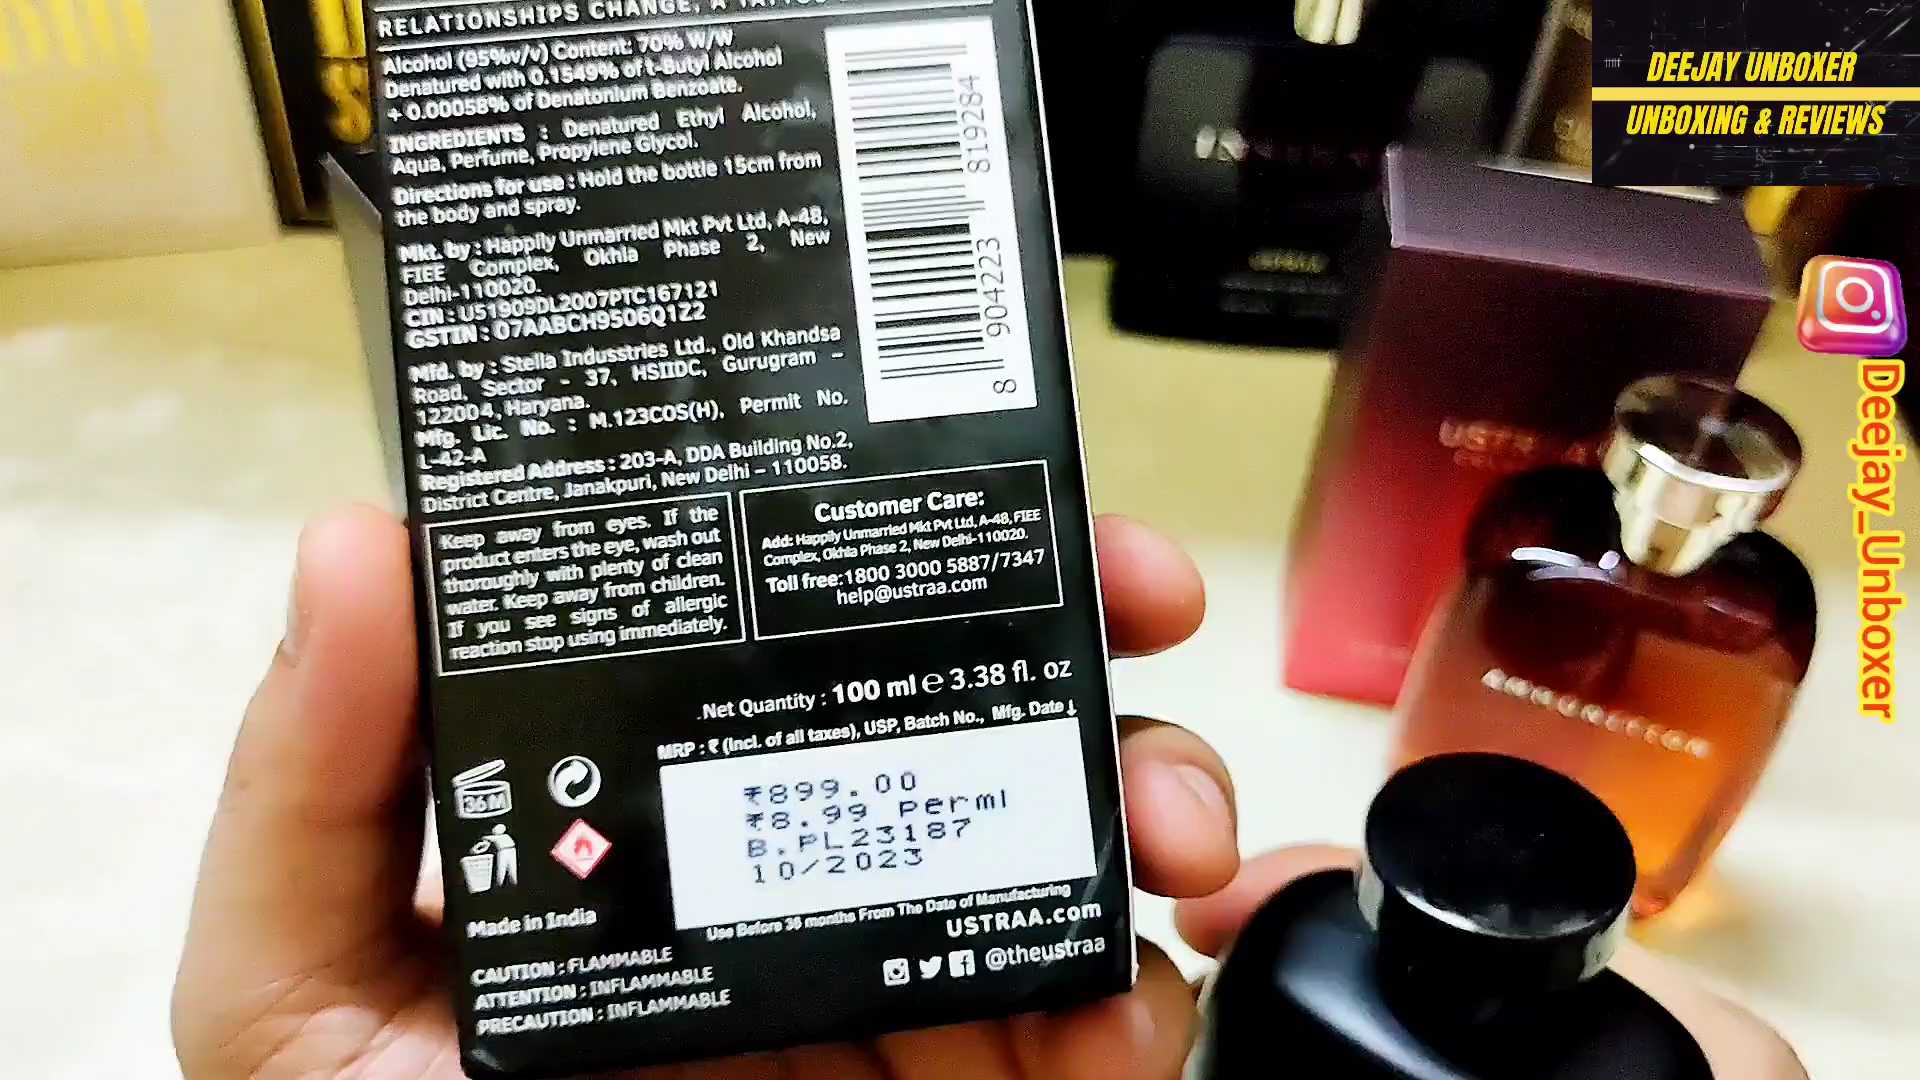 RELATIONSHIPS CHANGE, A
Alcohol (95%v/v) Content: 70% W/W
Denatured with 0.1549% of t-Butyl Alcohol
+ 0.00058% of Denatonium Benzoate.
INGREDIENTS : Denatured Ethyl Alcohol,
Aqua, Perfume, Propylene Glycol.
Directions for use : Hold the bottle 15cm from
the body and spray.
Mkt. by : Happily Unmarried Mkt Pvt Ltd, A-48,
FIEE Complex, Okhla Phase 2, New
Delhi-110020.
CIN : U51909DL2007PTC167121
GSTIN : 07AABCH9506Q1Z2
Mfd. by : Stella Indusstries Ltd., Old Khandsa
Road, Sector - 37, HSIIDC, Gurugram –
122004, Haryana.
Mfg. Lic. No. : M.123COS(H), Permit No.
L-42-A
Registered Address : 203-A, DDA Building No.2,
District Centre, Janakpuri, New Delhi – 110058.
8 904223 819284
Keep away from eyes. If the
product enters the eye, wash out
thoroughly with plenty of clean
water. Keep away from children.
If you see signs of allergic
reaction stop using immediately.
Customer Care:
Add: Happily Unmarried Mkt Pvt Ltd, A-48, FIEE
Complex, Okhla Phase 2, New Delhi-110020.
Toll free:1800 3000 5887/7347
help@ustraa.com
.Net Quantity : 100 ml ℮ 3.38 fl. oz
MRP : ₹ (Incl. of all taxes), USP, Batch No., Mfg. Date↓
₹899.00
₹8.99 Perml
B.PL23187
10/2023
36M
Use Before 36 months From The Date of Manufacturing
Made in India
USTRAA.com
@theustraa
CAUTION : FLAMMABLE
ATTENTION : INFLAMMABLE
PRECAUTION : INFLAMMABLE
DEEJAY UNBOXER
UNBOXING & REVIEWS
Deejay_Unboxer